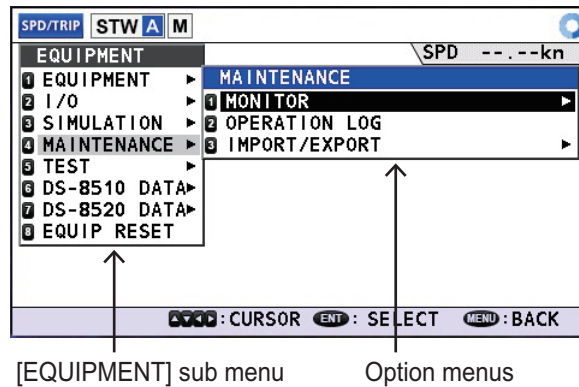 SPD/TRIP STW A M
EQUIPMENT
SPD --.--kn
1 EQUIPMENT ►
2 I/O ►
3 SIMULATION ►
4 MAINTENANCE ►
5 TEST ►
6 DS-8510 DATA►
7 DS-8520 DATA►
8 EQUIP RESET
MAINTENANCE
1 MONITOR ►
2 OPERATION LOG
3 IMPORT/EXPORT ►
▲▼◄►:CURSOR ENT: SELECT MENU:BACK
[EQUIPMENT] sub menu
Option menus